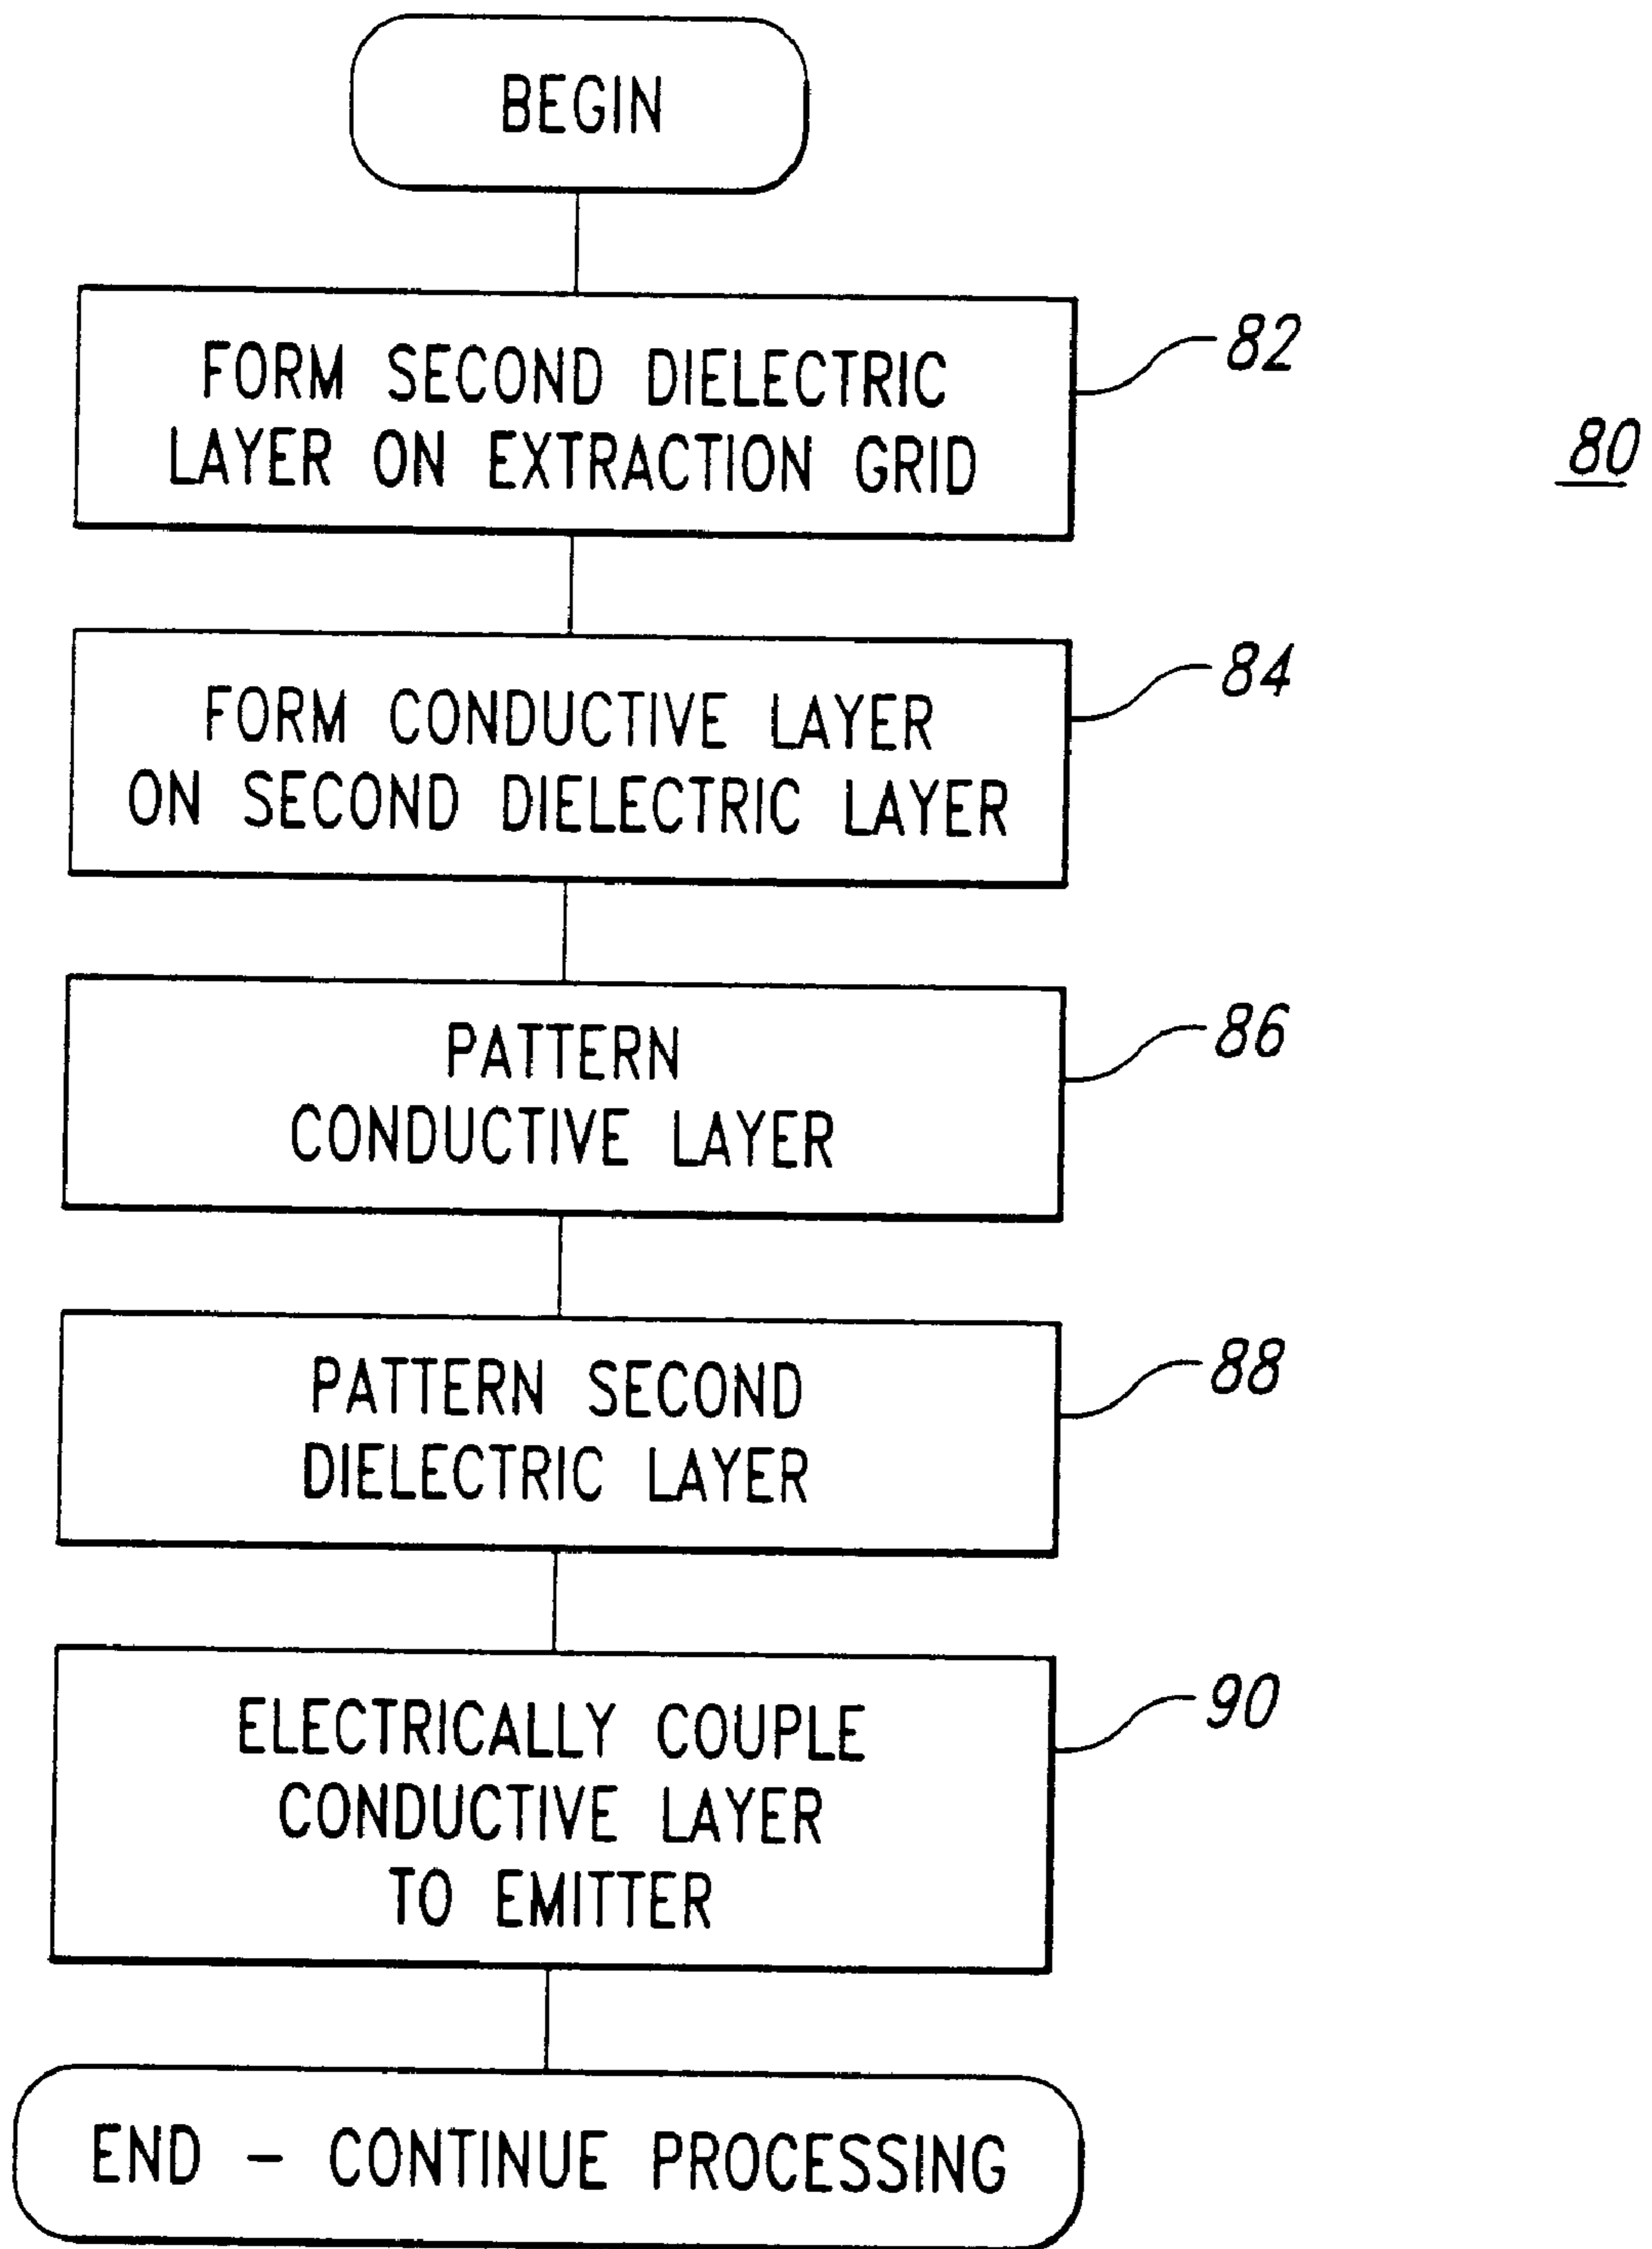 BEGIN
FORM SECOND DIELECTRIC
LAYER ON EXTRACTION GRID
82
80
FORM CONDUCTIVE LAYER
ON SECOND DIELECTRIC LAYER
84
PATTERN
CONDUCTIVE LAYER
86
PATTERN SECOND
DIELECTRIC LAYER
88
ELECTRICALLY COUPLE
CONDUCTIVE LAYER
TO EMITTER
90
END - CONTINUE PROCESSING